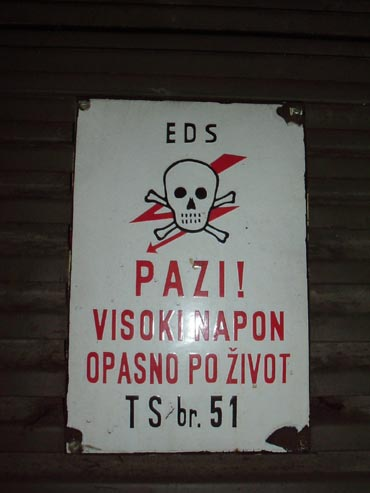 EDS
PAZI!
VISOKI NAPON
OPASNO PO ŽIVOT
TS br. 51